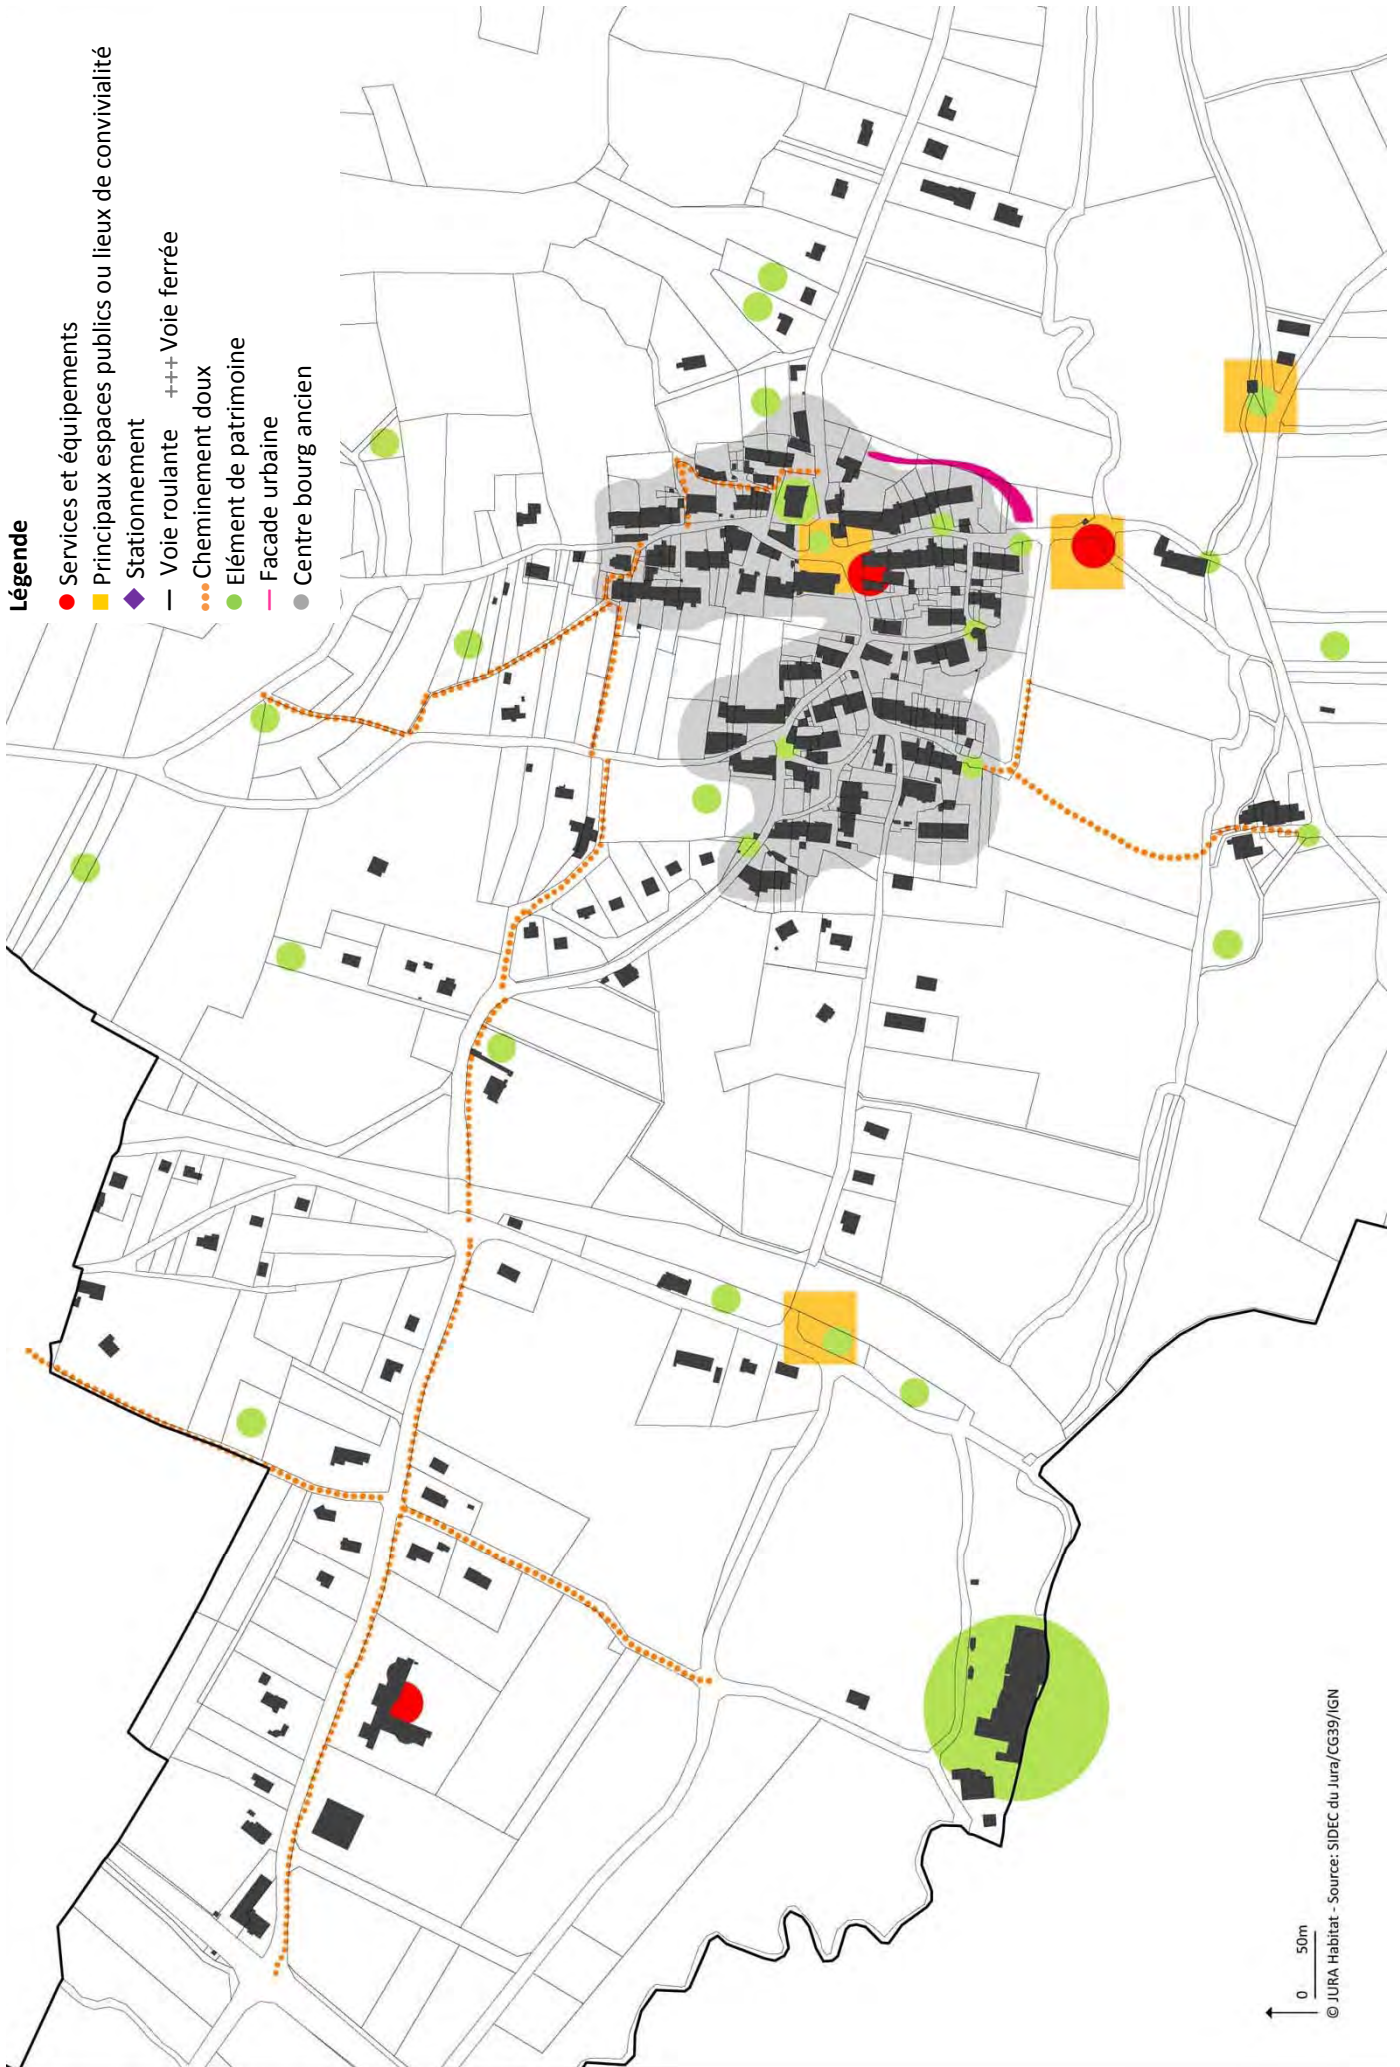 Légende
Services et équipements
Principaux espaces publics ou lieux de convivialité
Stationnement
Voie roulante +++ Voie ferrée
Cheminement doux
Elément de patrimoine
Facade urbaine
Centre bourg ancien
0 50m
© JURA Habitat - Source: SIDEC du Jura/CG39/IGN